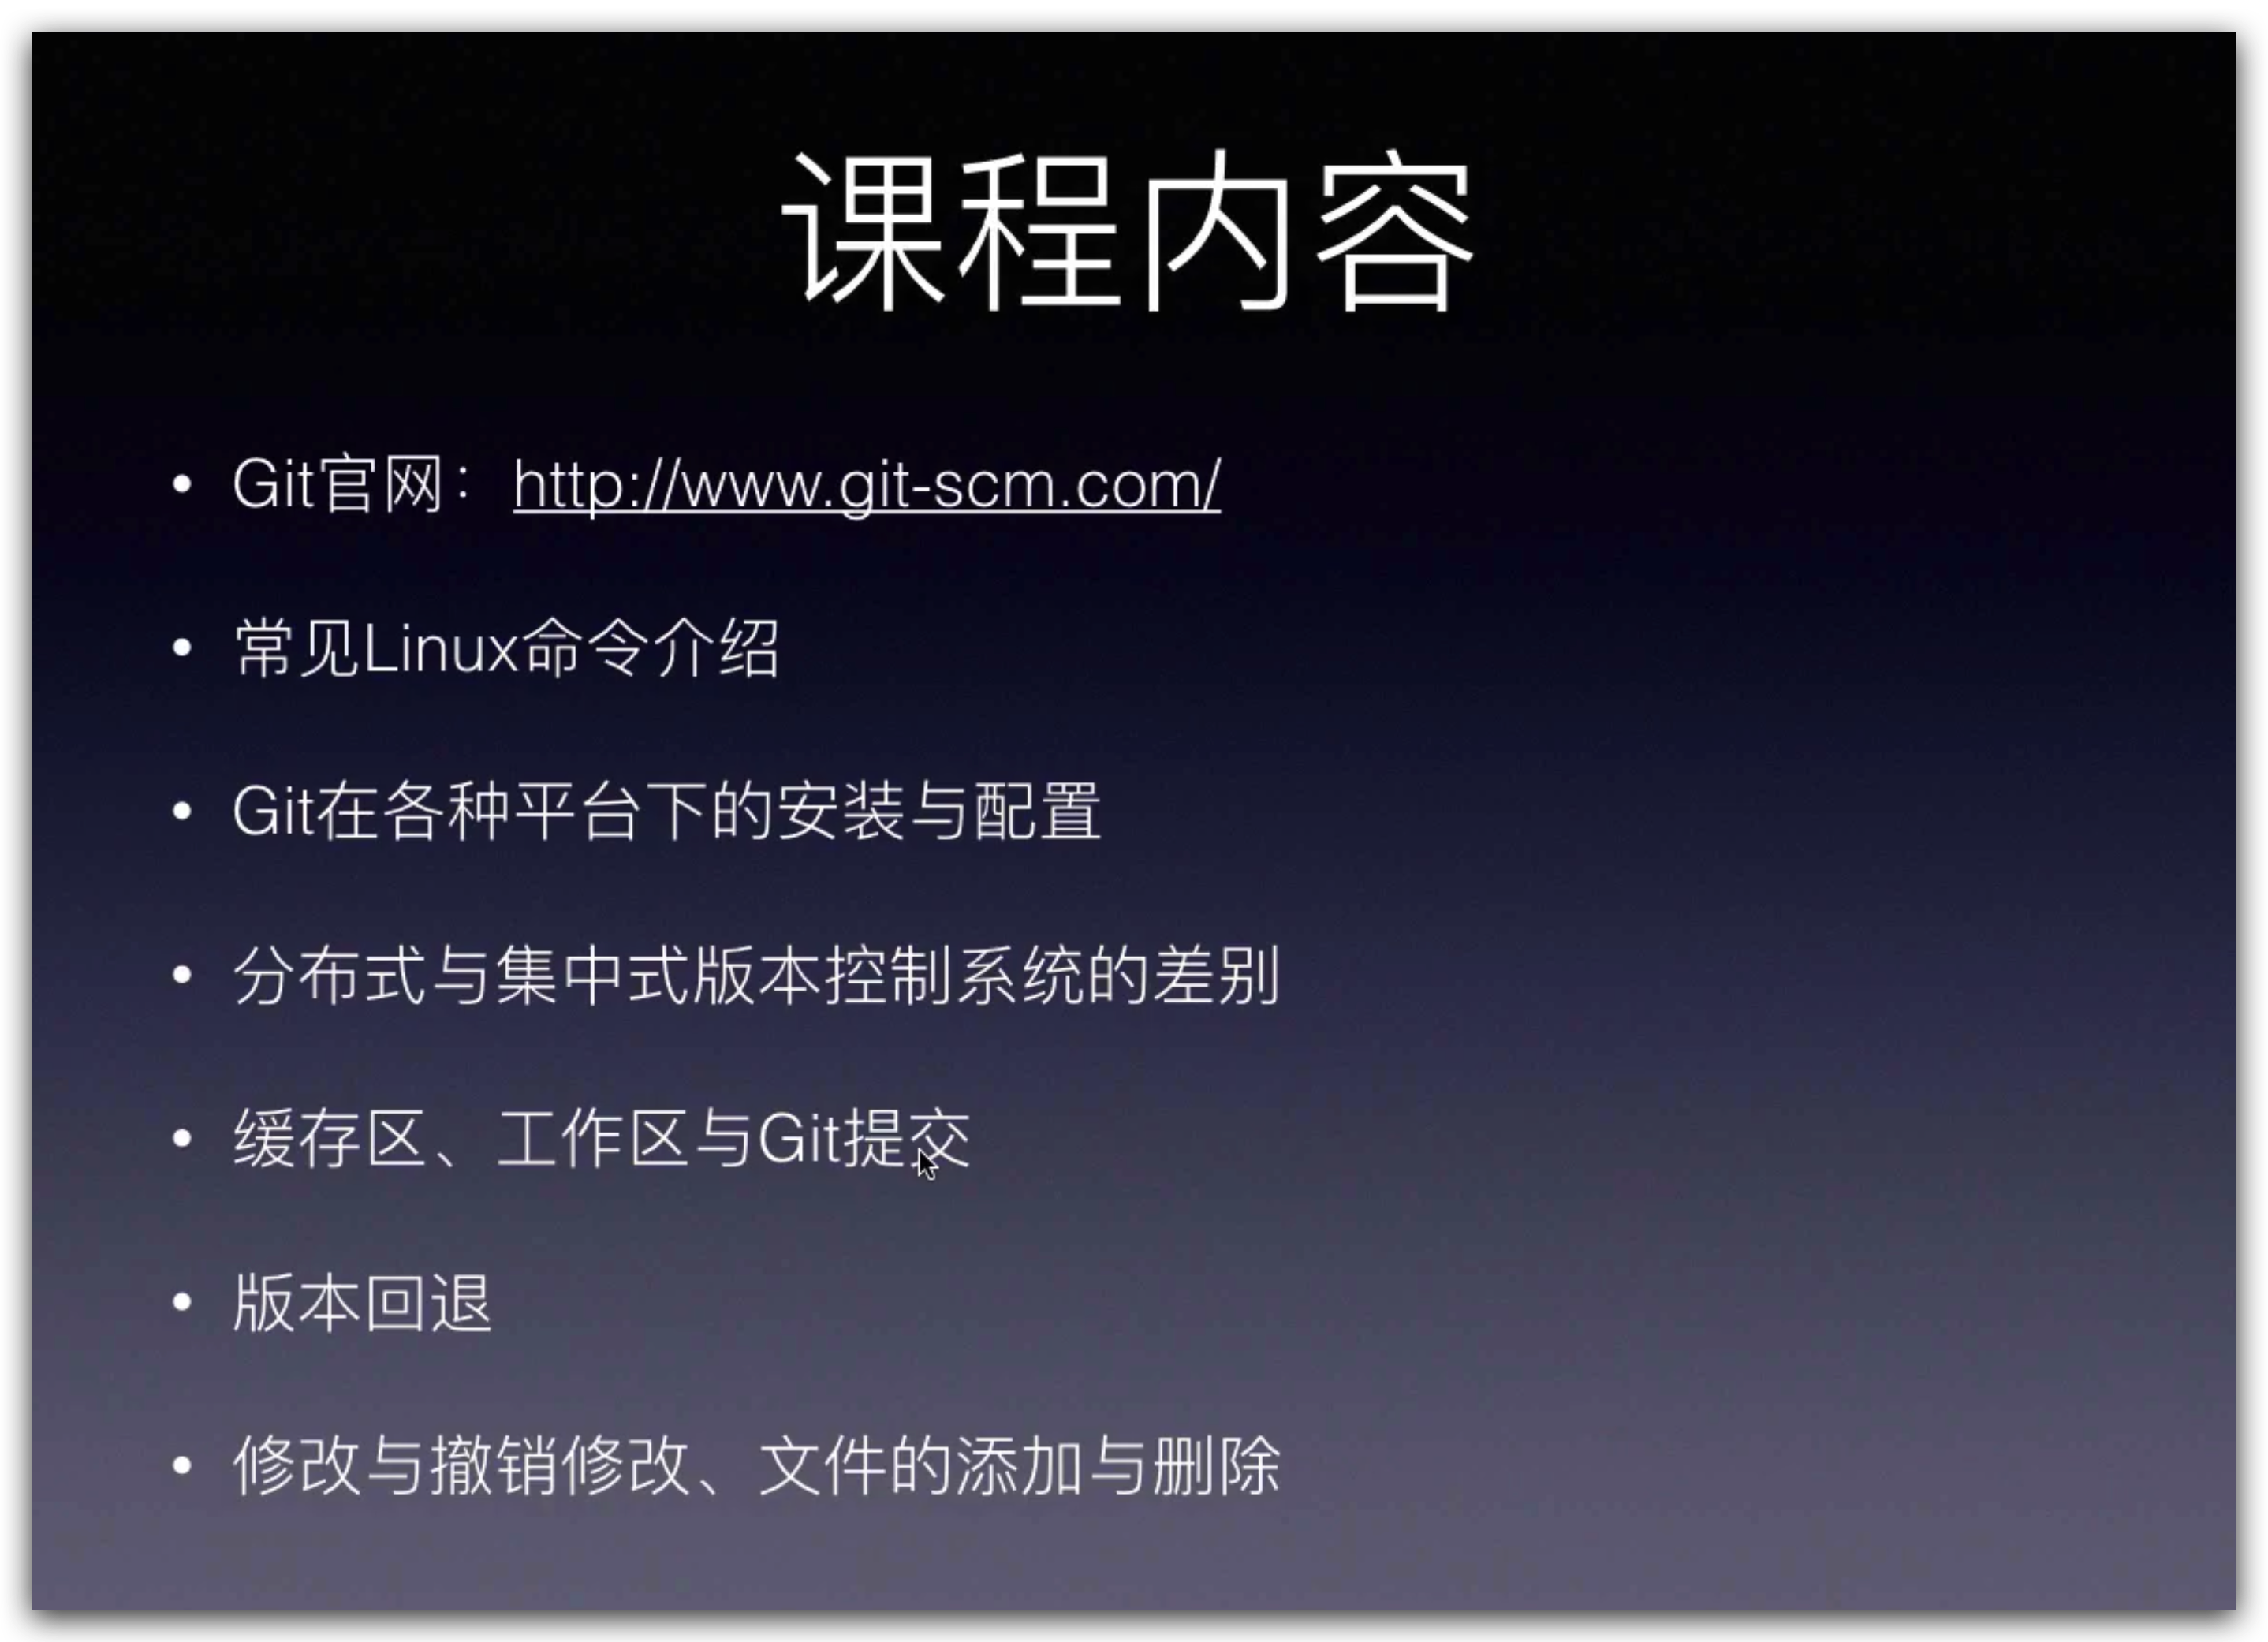 课程内容
• Git官网：http://www.git-scm.com/
• 常见Linux命令介绍
• Git在各种平台下的安装与配置
• 分布式与集中式版本控制系统的差别
• 缓存区、工作区与Git提交
• 版本回退
• 修改与撤销修改、文件的添加与删除